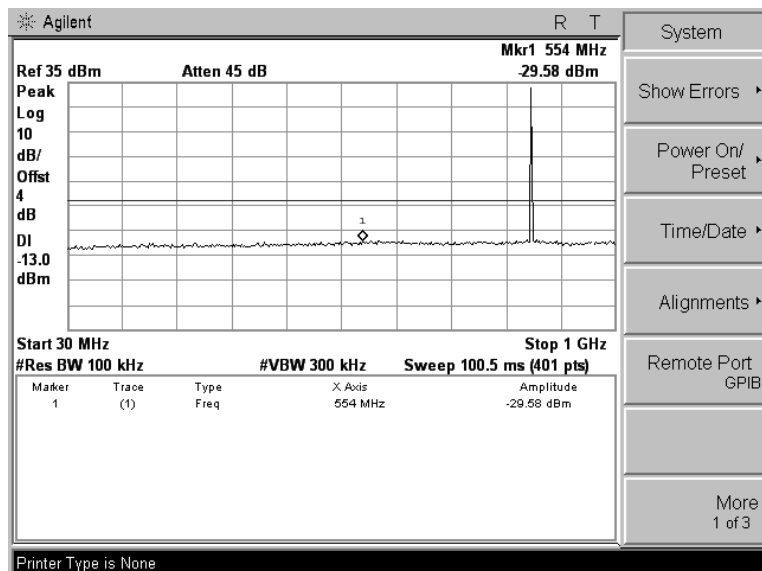 Agilent R T
Mkr1 554 MHz
Ref 35 dBm Atten 45 dB -29.58 dBm
Peak
Log
10
dB/
Offst
4
dB
DI
-13.0
dBm
1
Start 30 MHz Stop 1 GHz
#Res BW 100 kHz #VBW 300 kHz Sweep 100.5 ms (401 pts)
Marker Trace Type X Axis Amplitude
1 (1) Freq 554 MHz -29.58 dBm
Printer Type is None
System
Show Errors
Power On/
Preset
Time/Date
Alignments
Remote Port
GPIB
More
1 of 3